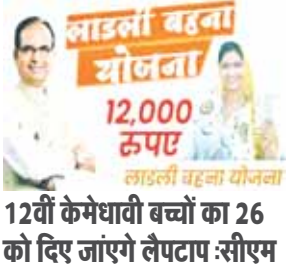 लाडली बहना
योजना
12,000
रुपए
लाडली बहना योजना
12वीं केमेधावी बच्चों का 26
को दिए जाएंगे लैपटाप :सीएम